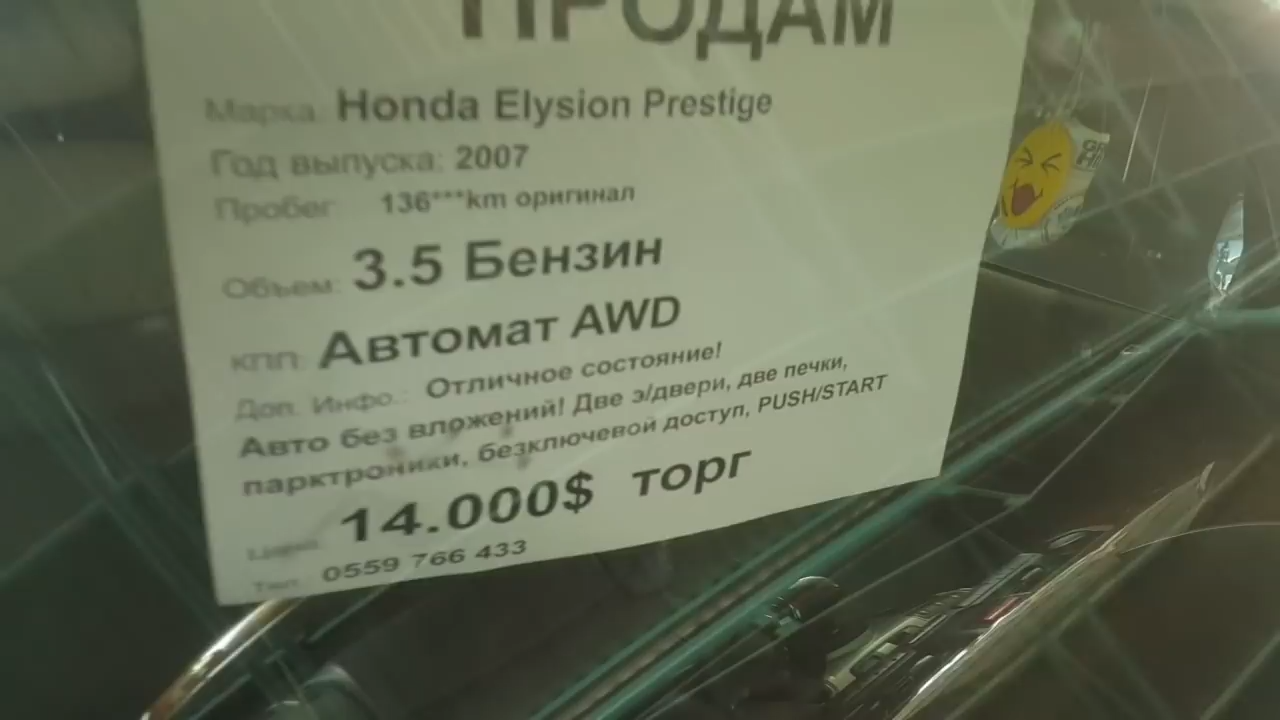 ПРОДАМ
Марка: Honda Elysion Prestige
Год выпуска: 2007
Пробег 136***km оригинал
Объем: 3.5 Бензин
КПП: Автомат AWD
Доп. Инфо.: Отличное состояние!
Авто без вложений! Две э/двери, две печки,
парктроники, безключевой доступ, PUSH/START
Цена: 14.000$ торг
Тел: 0559 766 433